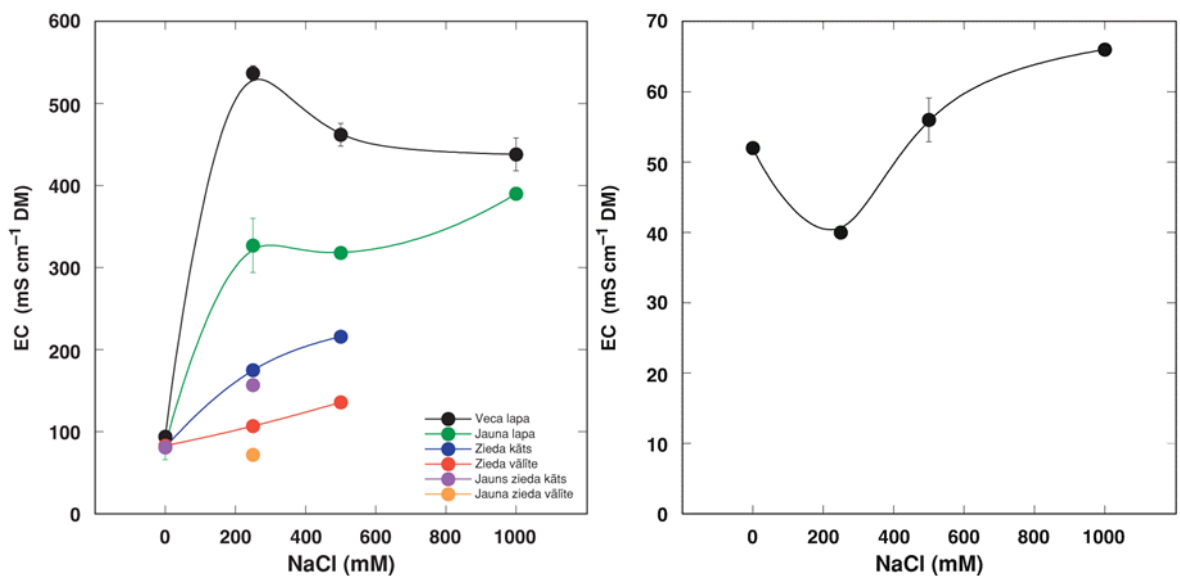 600
500
400
300
200
100
0
EC (mS cm⁻¹ DM)
0 200 400 600 800 1000
NaCl (mM)
Veca lapa
Jauna lapa
Zieda kāts
Zieda vālīte
Jauns zieda kāts
Jauna zieda vālīte
70
60
50
40
30
20
10
0
EC (mS cm⁻¹ DM)
0 200 400 600 800 1000
NaCl (mM)